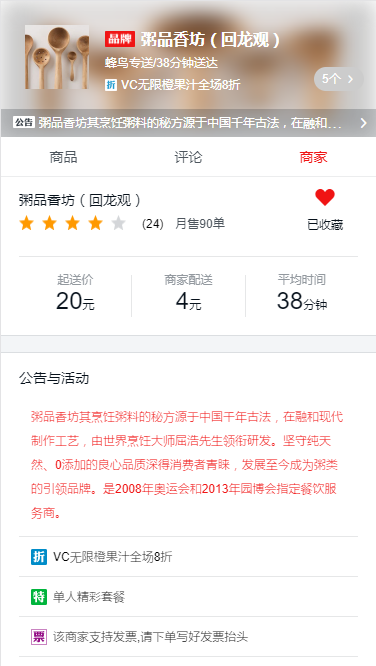 品牌 粥品香坊（回龙观）
蜂鸟专送/38分钟送达
折 VC无限橙果汁全场8折
5个 >
公告 粥品香坊其烹饪粥料的秘方源于中国千年古法，在融和... >
商品 评论 商家
粥品香坊（回龙观）
(24) 月售90单
已收藏
起送价 商家配送 平均时间
20元 4元 38分钟
公告与活动
粥品香坊其烹饪粥料的秘方源于中国千年古法，在融和现代
制作工艺，由世界烹饪大师屈浩先生领衔研发。坚守纯天
然、0添加的良心品质深得消费者青睐，发展至今成为粥类
的引领品牌。是2008年奥运会和2013年园博会指定餐饮服
务商。
折 VC无限橙果汁全场8折
特 单人精彩套餐
票 该商家支持发票,请下单写好发票抬头